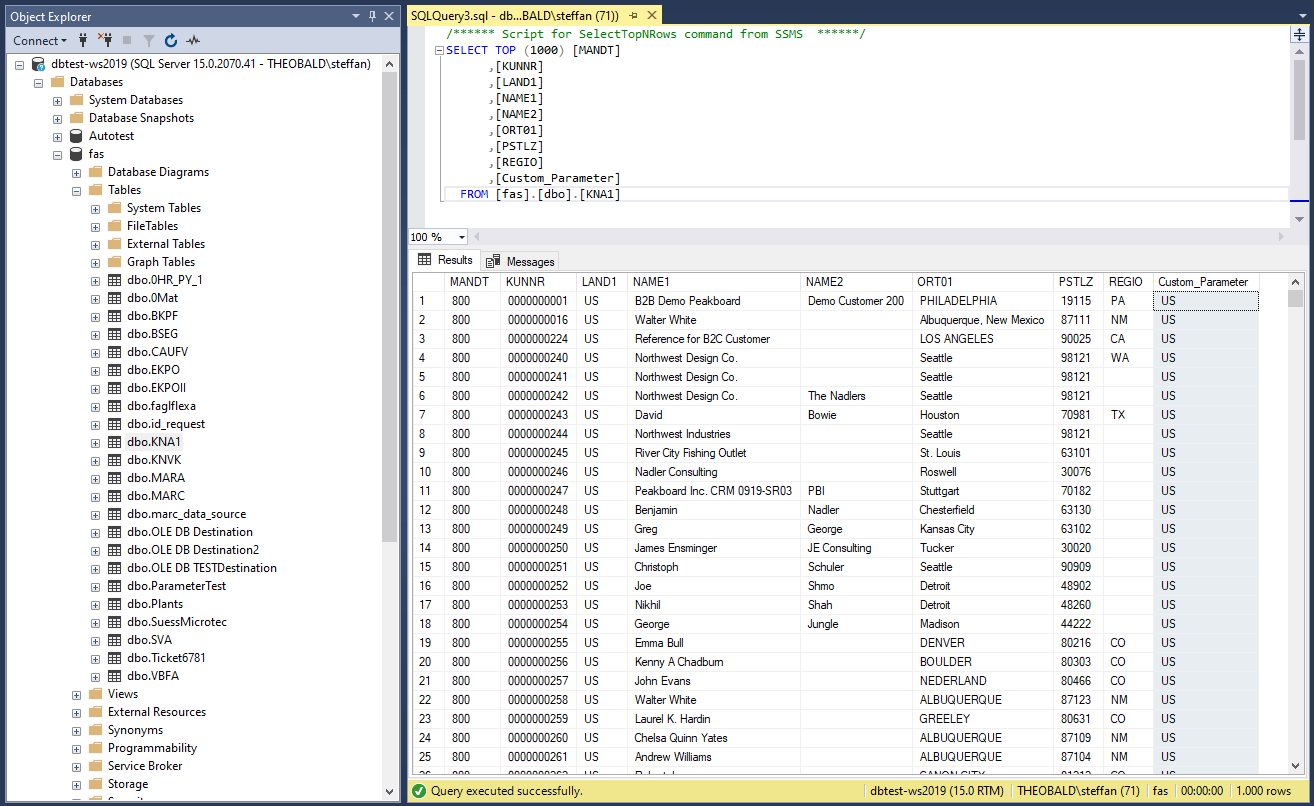 Object Explorer
Connect
dbtest-ws2019 (SQL Server 15.0.2070.41 - THEOBALD\steffan)
Databases
System Databases
Database Snapshots
Autotest
fas
Database Diagrams
Tables
System Tables
FileTables
External Tables
Graph Tables
dbo.0HR_PY_1
dbo.0Mat
dbo.BKPF
dbo.BSEG
dbo.CAUFV
dbo.EKPO
dbo.EKPOII
dbo.faglflexa
dbo.id_request
dbo.KNA1
dbo.KNVK
dbo.MARA
dbo.MARC
dbo.marc_data_source
dbo.OLE DB Destination
dbo.OLE DB Destination2
dbo.OLE DB TESTDestination
dbo.ParameterTest
dbo.Plants
dbo.SuessMicrotec
dbo.SVA
dbo.Ticket6781
dbo.VBFA
Views
External Resources
Synonyms
Programmability
Service Broker
Storage
SQLQuery3.sql - db...BALD\steffan (71))
/****** Script for SelectTopNRows command from SSMS ******/
SELECT TOP (1000) [MANDT]
,[KUNNR]
,[LAND1]
,[NAME1]
,[NAME2]
,[ORT01]
,[PSTLZ]
,[REGIO]
,[Custom_Parameter]
FROM [fas].[dbo].[KNA1]
100 %
Results Messages
MANDT KUNNR LAND1 NAME1 NAME2 ORT01 PSTLZ REGIO Custom_Parameter
1 800 0000000001 US B2B Demo Peakboard Demo Customer 200 PHILADELPHIA 19115 PA US
2 800 0000000016 US Walter White Albuquerque, New Mexico 87111 NM US
3 800 0000000224 US Reference for B2C Customer LOS ANGELES 90025 CA US
4 800 0000000240 US Northwest Design Co. Seattle 98121 WA US
5 800 0000000241 US Northwest Design Co. Seattle 98121 US
6 800 0000000242 US Northwest Design Co. The Nadlers Seattle 98121 US
7 800 0000000243 US David Bowie Houston 70981 TX US
8 800 0000000244 US Northwest Industries Seattle 98121 US
9 800 0000000245 US River City Fishing Outlet St. Louis 63101 US
10 800 0000000246 US Nadler Consulting Roswell 30076 US
11 800 0000000247 US Peakboard Inc. CRM 0919-SR03 PBI Stuttgart 70182 US
12 800 0000000248 US Benjamin Nadler Chesterfield 63130 US
13 800 0000000249 US Greg George Kansas City 63102 US
14 800 0000000250 US James Ensminger JE Consulting Tucker 30020 US
15 800 0000000251 US Christoph Schuler Seattle 90909 US
16 800 0000000252 US Joe Shmo Detroit 48902 US
17 800 0000000253 US Nikhil Shah Detroit 48260 US
18 800 0000000254 US George Jungle Madison 44222 US
19 800 0000000255 US Emma Bull DENVER 80216 CO US
20 800 0000000256 US Kenny A Chadburn BOULDER 80303 CO US
21 800 0000000257 US John Evans NEDERLAND 80466 CO US
22 800 0000000258 US Walter White ALBUQUERQUE 87123 NM US
23 800 0000000259 US Laurel K. Hardin GREELEY 80631 CO US
24 800 0000000260 US Chelsa Quinn Yates ALBUQUERQUE 87109 NM US
25 800 0000000261 US Andrew Williams ALBUQUERQUE 87104 NM US
Query executed successfully. dbtest-ws2019 (15.0 RTM) THEOBALD\steffan (71) fas 00:00:00 1.000 rows